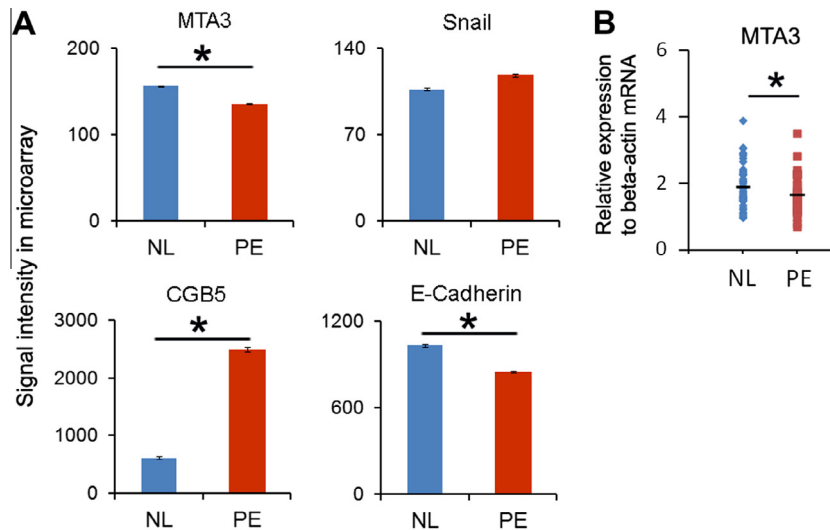 A
Signal intensity in microarray
MTA3
*
200
100
0
NL PE
Snail
140
70
0
NL PE
CGB5
*
3000
2000
1000
0
NL PE
E-Cadherin
*
1200
600
0
NL PE
B
MTA3
*
Relative expression
to beta-actin mRNA
6
4
2
0
NL PE